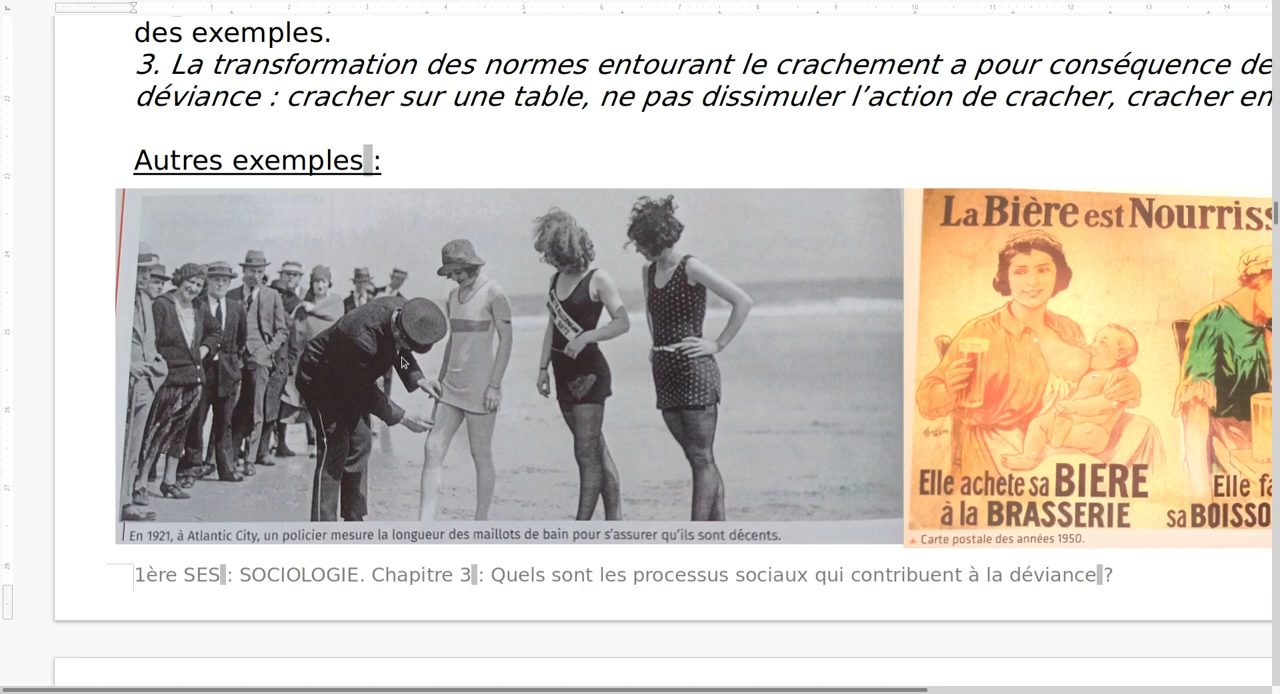 des exemples.
3. La transformation des normes entourant le crachement a pour conséquence de
déviance : cracher sur une table, ne pas dissimuler l’action de cracher, cracher en
Autres exemples :
La Bière est Nourriss
Elle achete sa BIERE
à la BRASSERIE
Elle fa
sa BOISSO
En 1921, à Atlantic City, un policier mesure la longueur des maillots de bain pour s'assurer qu'ils sont décents.
Carte postale des années 1950.
1ère SES : SOCIOLOGIE. Chapitre 3 : Quels sont les processus sociaux qui contribuent à la déviance ?